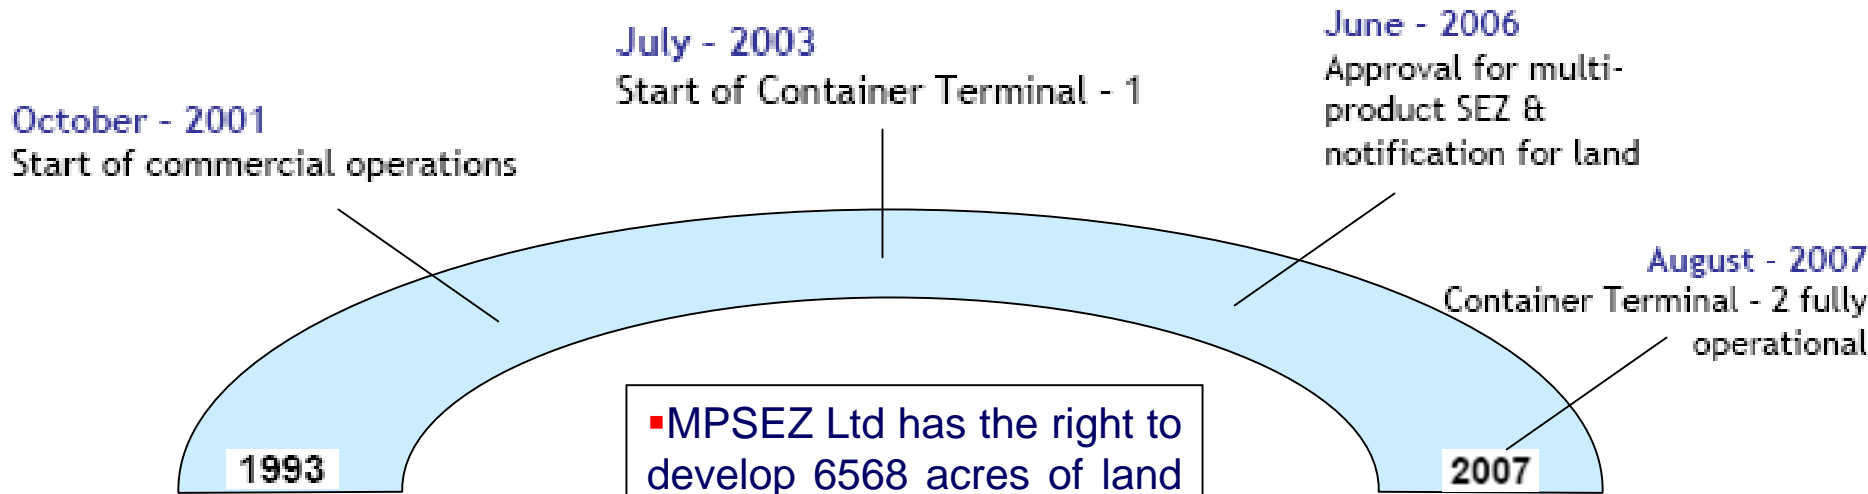 July - 2003
Start of Container Terminal - 1
June - 2006
Approval for multi-
product SEZ &
notification for land
October - 2001
Start of commercial operations
August - 2007
Container Terminal - 2 fully
operational
▪MPSEZ Ltd has the right to
develop 6568 acres of land
1993
2007